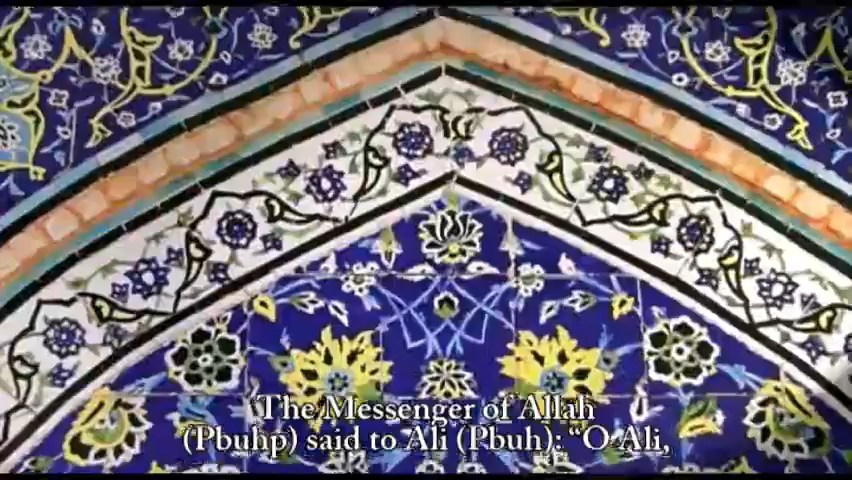 The Messenger of Allah
(Pbuhp) said to Ali (Pbuh): “O Ali,